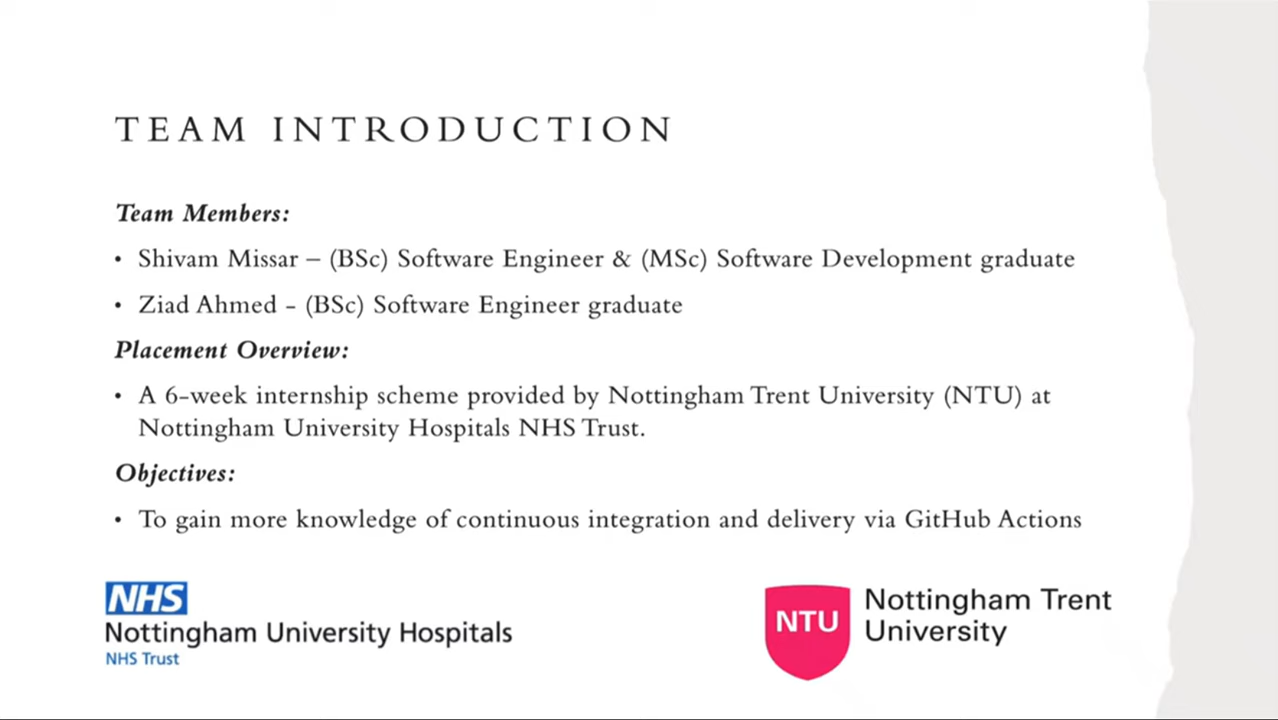 TEAM INTRODUCTION
Team Members:
• Shivam Missar – (BSc) Software Engineer & (MSc) Software Development graduate
• Ziad Ahmed - (BSc) Software Engineer graduate
Placement Overview:
• A 6-week internship scheme provided by Nottingham Trent University (NTU) at
Nottingham University Hospitals NHS Trust.
Objectives:
• To gain more knowledge of continuous integration and delivery via GitHub Actions
NHS
Nottingham University Hospitals
NHS Trust
NTU
Nottingham Trent
University